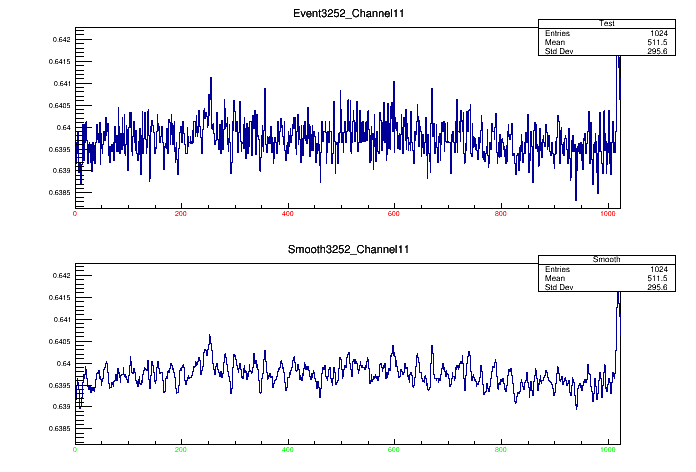 Event3252_Channel11
Test
Entries 1024
Mean 511.5
Std Dev 295.6
0.642
0.6415
0.641
0.6405
0.64
0.6395
0.639
0.6385
0 200 400 600 800 1000
Smooth3252_Channel11
Smooth
Entries 1024
Mean 511.5
Std Dev 295.6
0.642
0.6415
0.641
0.6405
0.64
0.6395
0.639
0.6385
0 200 400 600 800 1000